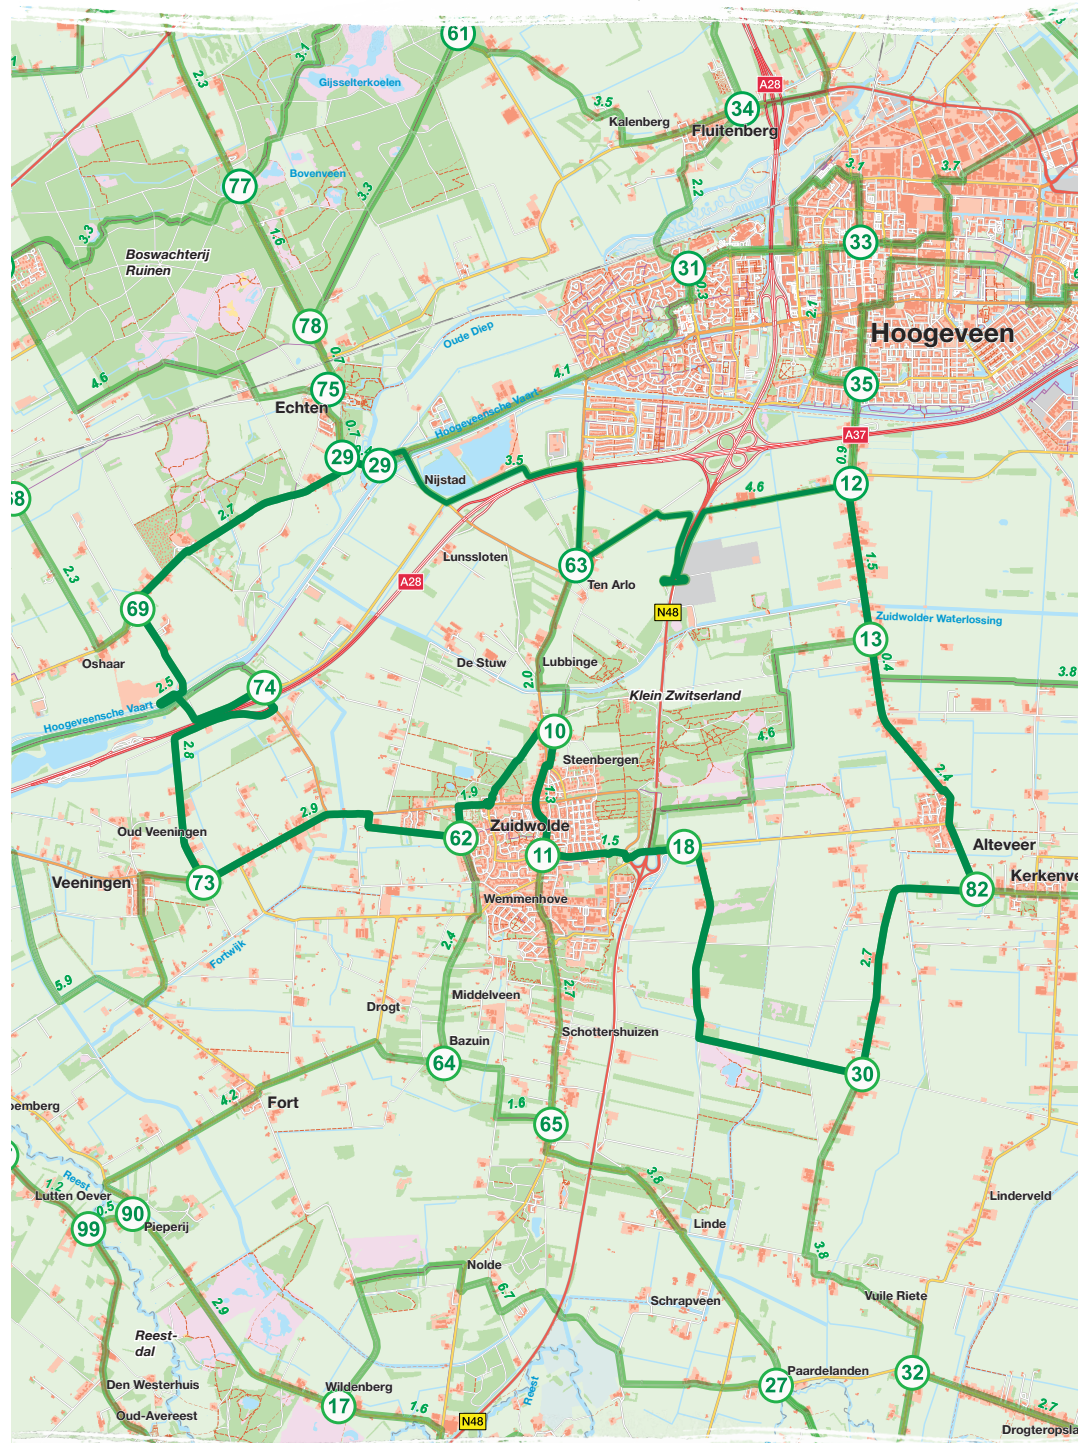 61
A28
3.1
2.3
1
Gijsselterkoelen
3.5
Kalenberg
34
Fluitenberg
3.1
3.7
77
Bovenveen
3.3
2.2
3.3
1.6
Boswachterij
Ruinen
33
31
0.3
78
Oude Diep
2.1
Hoogeveen
0.7
4.6
75
Echten
4.1
35
Hoogeveensche Vaart
0.7
A37
29
29
0.9
Nijstad
3.5
12
4.6
2.7
2.3
Lunssloten
63
Ten Arlo
1.5
A28
69
N48
Zuidwolder Waterlossing
13
Oshaar
De Stuw
Lubbinge
0.4
3.8
2.5
74
2.0
Klein Zwitserland
Hoogeveensche Vaart
10
4.6
2.8
Steenbergen
2.4
1.9
1.3
2.9
Oud Veeningen
62
Zuidwolde
1.5
18
Alteveer
11
Veeningen
73
82
Kerkenve
Wemmenhove
2.4
Fortwijk
2.7
5.9
2.7
Middelveen
Drogt
Schottershuizen
Bazuin
64
30
4.2
Fort
1.6
65
Reest
1.2
3.8
Lutten Oever
0.5
90
Pieperij
99
Linde
Linderveld
3.8
Nolde
6.7
Vuile Riete
Schrapveen
2.9
Reest-
dal
Paardelanden
32
Den Westerhuis
Wildenberg
27
Reest
17
1.6
Oud-Avereest
N48
2.7
Drogteropsla